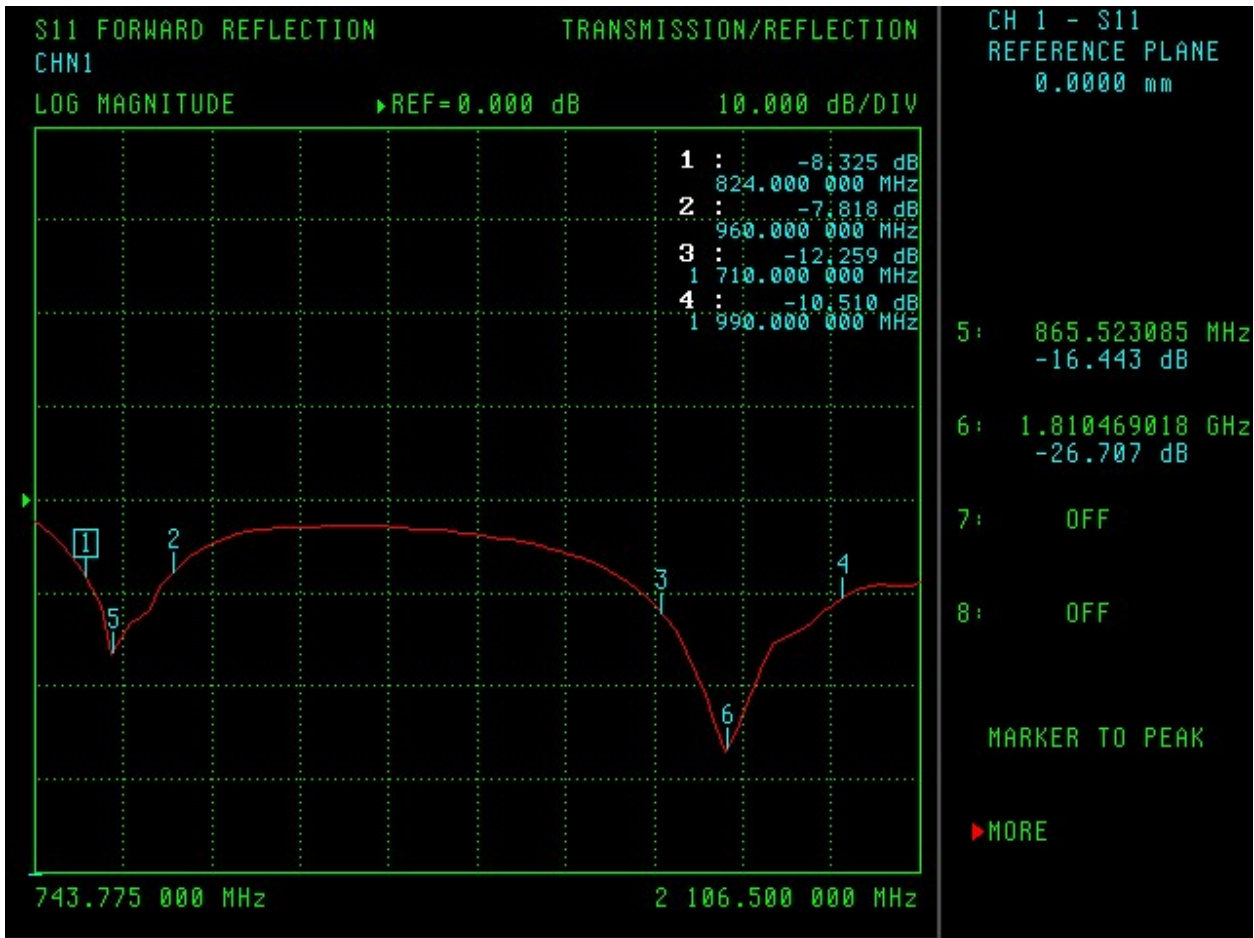 S11 FORWARD REFLECTION TRANSMISSION/REFLECTION
CHN1
LOG MAGNITUDE ▶REF=0.000 dB 10.000 dB/DIV
1 : -8.325 dB
824.000 000 MHz
2 : -7.818 dB
960.000 000 MHz
3 : -12.259 dB
1 710.000 000 MHz
4 : -10.510 dB
1 990.000 000 MHz
1
2
3
4
5
6
743.775 000 MHz 2 106.500 000 MHz
CH 1 - S11
REFERENCE PLANE
0.0000 mm
5: 865.523085 MHz
-16.443 dB
6: 1.810469018 GHz
-26.707 dB
7: OFF
8: OFF
MARKER TO PEAK
▶MORE